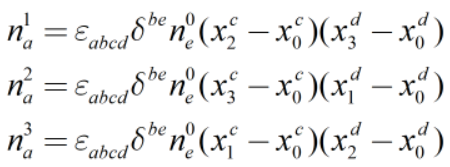 n_a^1 = ε_{abcd} δ^{be} n_e^0 (x_2^c − x_0^c)(x_3^d − x_0^d)
n_a^2 = ε_{abcd} δ^{be} n_e^0 (x_3^c − x_0^c)(x_1^d − x_0^d)
n_a^3 = ε_{abcd} δ^{be} n_e^0 (x_1^c − x_0^c)(x_2^d − x_0^d)